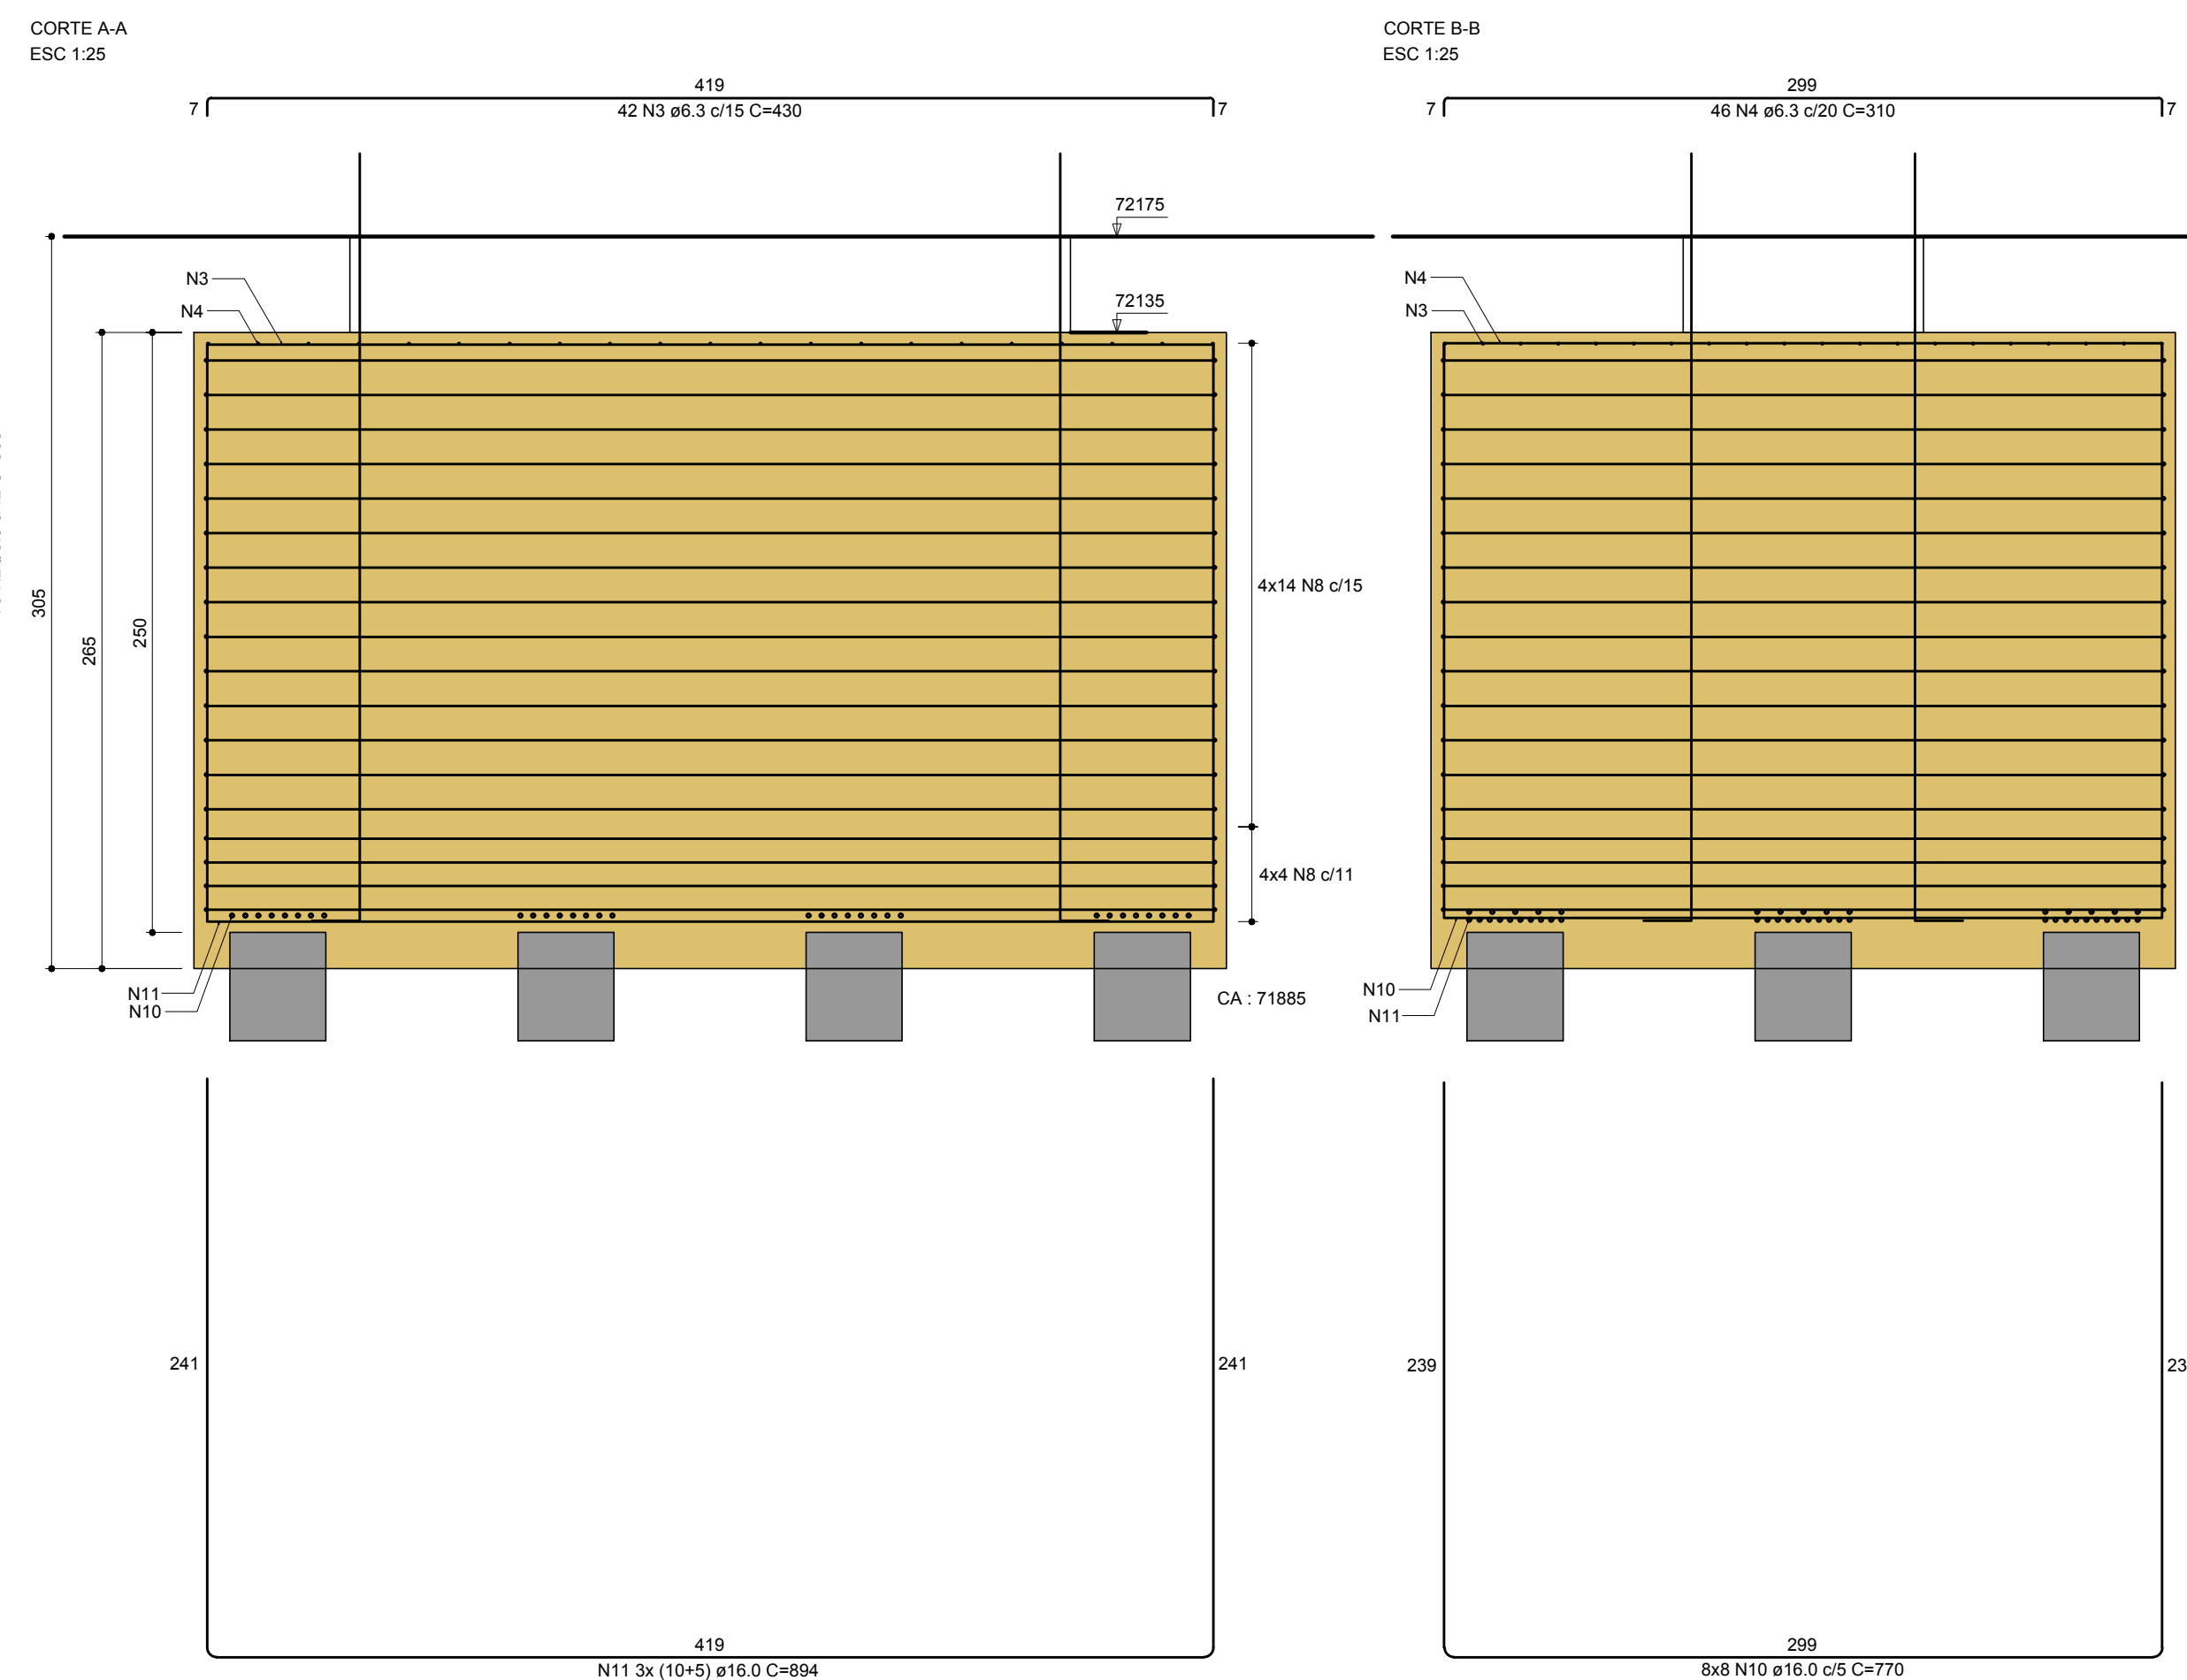 CORTE A-A
ESC 1:25
419
7
42 N3 ø6.3 c/15 C=430
7
72175
N3
N4
72135
305
265
250
4x14 N8 c/15
4x4 N8 c/11
N11
N10
CA : 71885
241
241
419
N11 3x (10+5) ø16.0 C=894
CORTE B-B
ESC 1:25
299
7
46 N4 ø6.3 c/20 C=310
7
N4
N3
N10
N11
239
23
299
8x8 N10 ø16.0 c/5 C=770